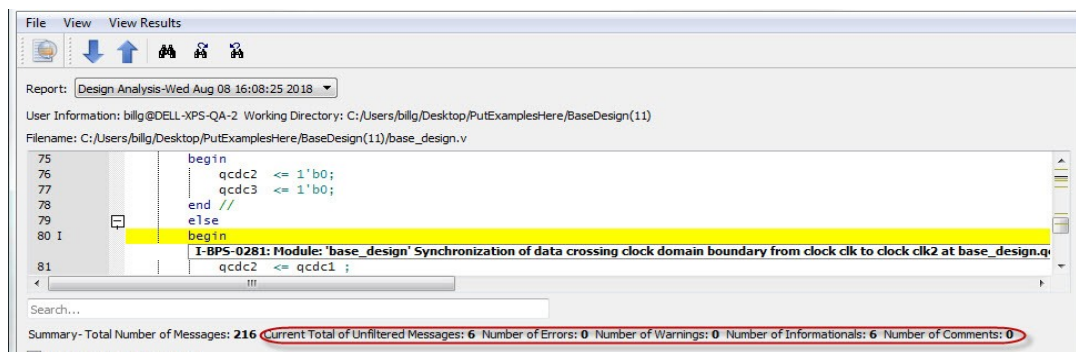 File View View Results
Report: Design Analysis-Wed Aug 08 16:08:25 2018
User Information: billg@DELL-XPS-QA-2 Working Directory: C:/Users/billg/Desktop/PutExamplesHere/BaseDesign(11)
Filename: C:/Users/billg/Desktop/PutExamplesHere/BaseDesign(11)/base_design.v
75 begin
76 qcdc2 <= 1'b0;
77 qcdc3 <= 1'b0;
78 end //
79 else
80 I begin
I-BPS-0281: Module: 'base_design' Synchronization of data crossing clock domain boundary from clock clk to clock clk2 at base_design.q
81 qcdc2 <= qcdc1 ;
Search...
Summary- Total Number of Messages: 216 Current Total of Unfiltered Messages: 6 Number of Errors: 0 Number of Warnings: 0 Number of Informationals: 6 Number of Comments: 0